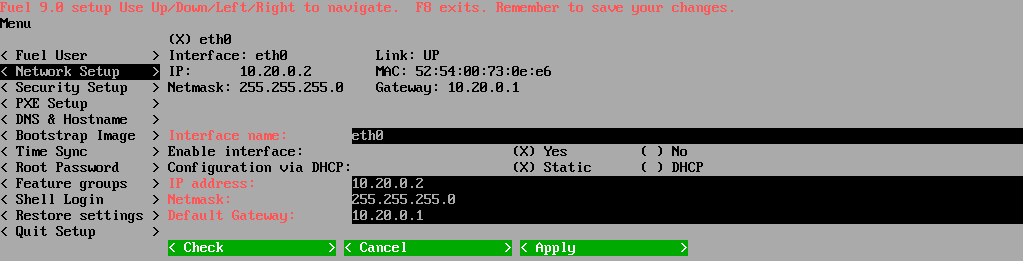 Fuel 9.0 setup Use Up/Down/Left/Right to navigate.  F8 exits. Remember to save your changes.
Menu
(X) eth0
< Fuel User > Interface: eth0 Link: UP
< Network Setup > IP: 10.20.0.2 MAC: 52:54:00:73:0e:e6
< Security Setup > Netmask: 255.255.255.0 Gateway: 10.20.0.1
< PXE Setup >
< DNS & Hostname >
< Bootstrap Image > Interface name: eth0
< Time Sync > Enable interface: (X) Yes ( ) No
< Root Password > Configuration via DHCP: (X) Static ( ) DHCP
< Feature groups > IP address: 10.20.0.2
< Shell Login > Netmask: 255.255.255.0
< Restore settings > Default Gateway: 10.20.0.1
< Quit Setup >
< Check > < Cancel > < Apply >